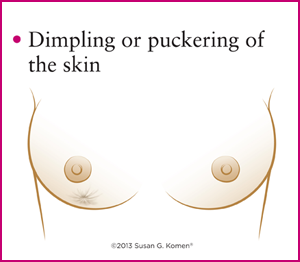 • Dimpling or puckering of
the skin
©2013 Susan G. Komen®